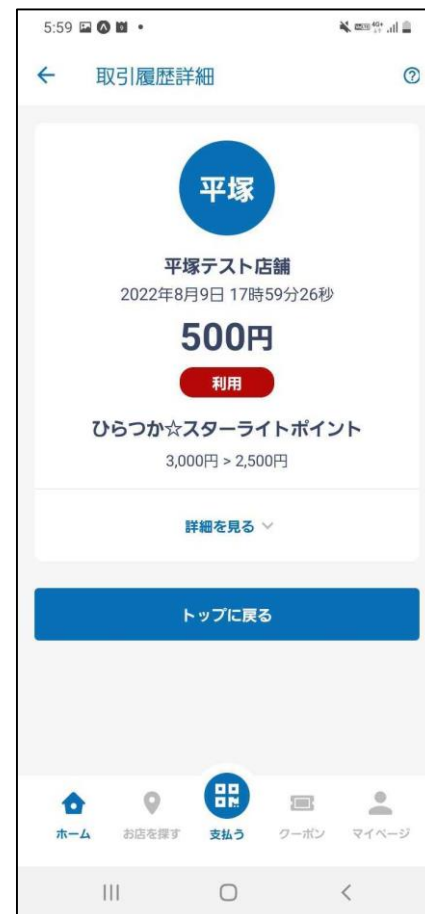 5:59
取引履歴詳細
平塚
平塚テスト店舗
2022年8月9日 17時59分26秒
500円
利用
ひらつか☆スターライトポイント
3,000円 > 2,500円
詳細を見る
トップに戻る
ホーム お店を探す 支払う クーポン マイページ